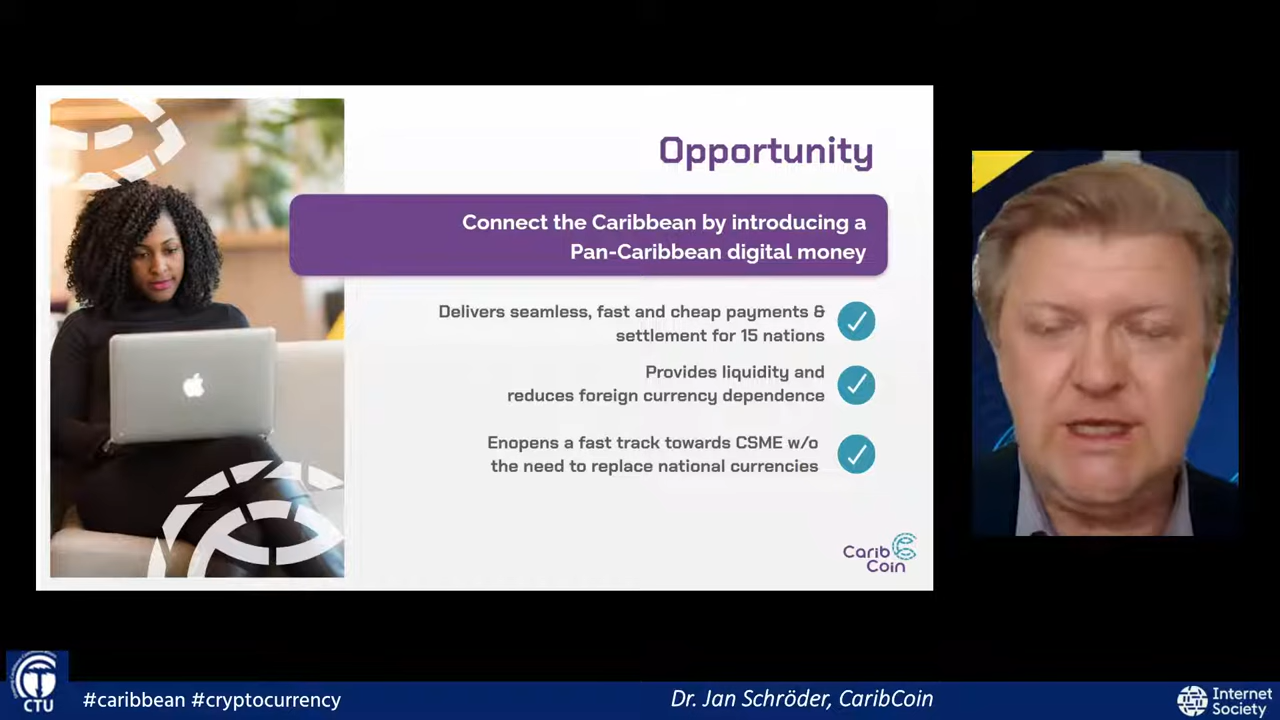 Opportunity
Connect the Caribbean by introducing a
Pan-Caribbean digital money
Delivers seamless, fast and cheap payments &
settlement for 15 nations
Provides liquidity and
reduces foreign currency dependence
Enopens a fast track towards CSME w/o
the need to replace national currencies
Carib
Coin
CTU
#caribbean #cryptocurrency
Dr. Jan Schröder, CaribCoin
Internet
Society